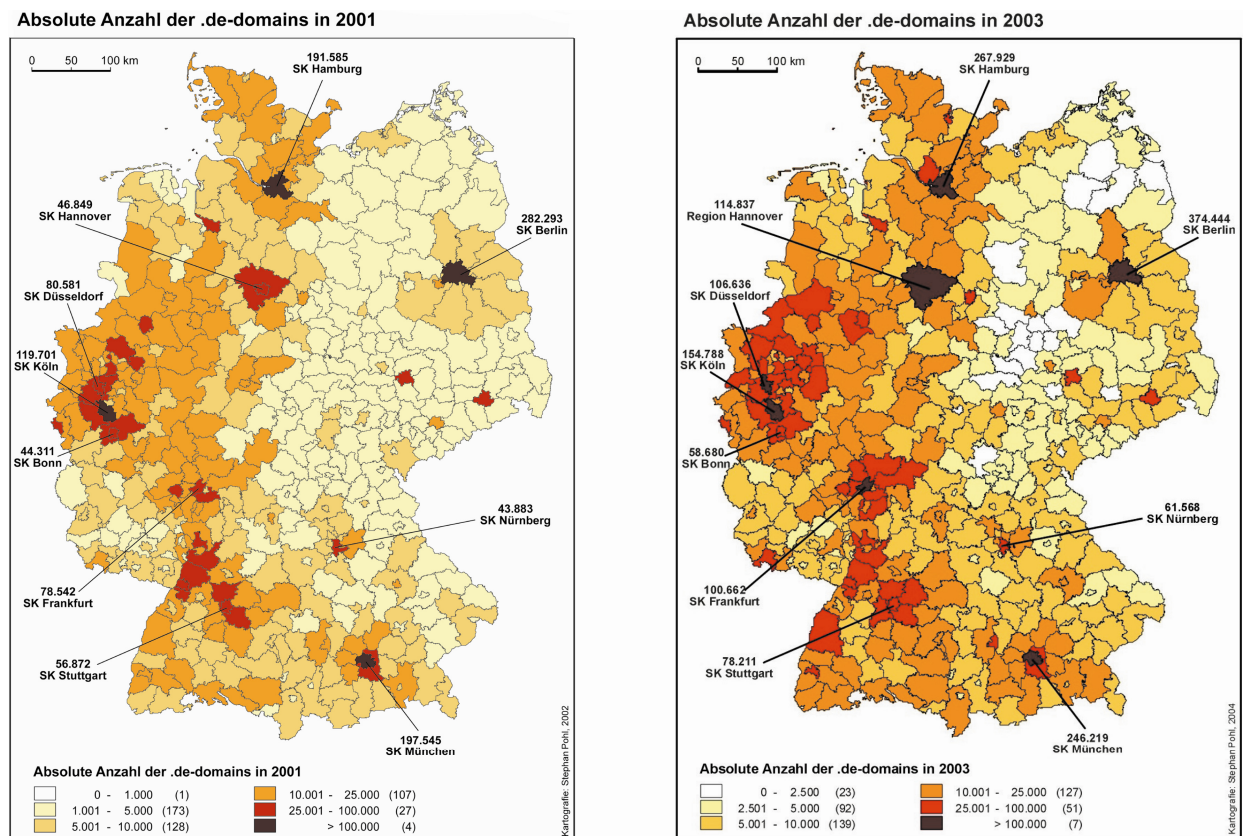 Absolute Anzahl der .de-domains in 2001
0 50 100 km
191.585
SK Hamburg
46.849
SK Hannover
282.293
SK Berlin
80.581
SK Düsseldorf
119.701
SK Köln
44.311
SK Bonn
43.883
SK Nürnberg
78.542
SK Frankfurt
56.872
SK Stuttgart
197.545
SK München
Kartografie: Stephan Pohl, 2002
Absolute Anzahl der .de-domains in 2001
0 - 1.000 (1)
1.001 - 5.000 (173)
5.001 - 10.000 (128)
10.001 - 25.000 (107)
25.001 - 100.000 (27)
> 100.000 (4)
Absolute Anzahl der .de-domains in 2003
0 50 100 km
267.929
SK Hamburg
114.837
Region Hannover
374.444
SK Berlin
106.636
SK Düsseldorf
154.788
SK Köln
58.680
SK Bonn
61.568
SK Nürnberg
100.662
SK Frankfurt
78.211
SK Stuttgart
246.219
SK München
Kartografie: Stephan Pohl, 2004
Absolute Anzahl der .de-domains in 2003
0 - 2.500 (23)
2.501 - 5.000 (92)
5.001 - 10.000 (139)
10.001 - 25.000 (127)
25.001 - 100.000 (51)
> 100.000 (7)